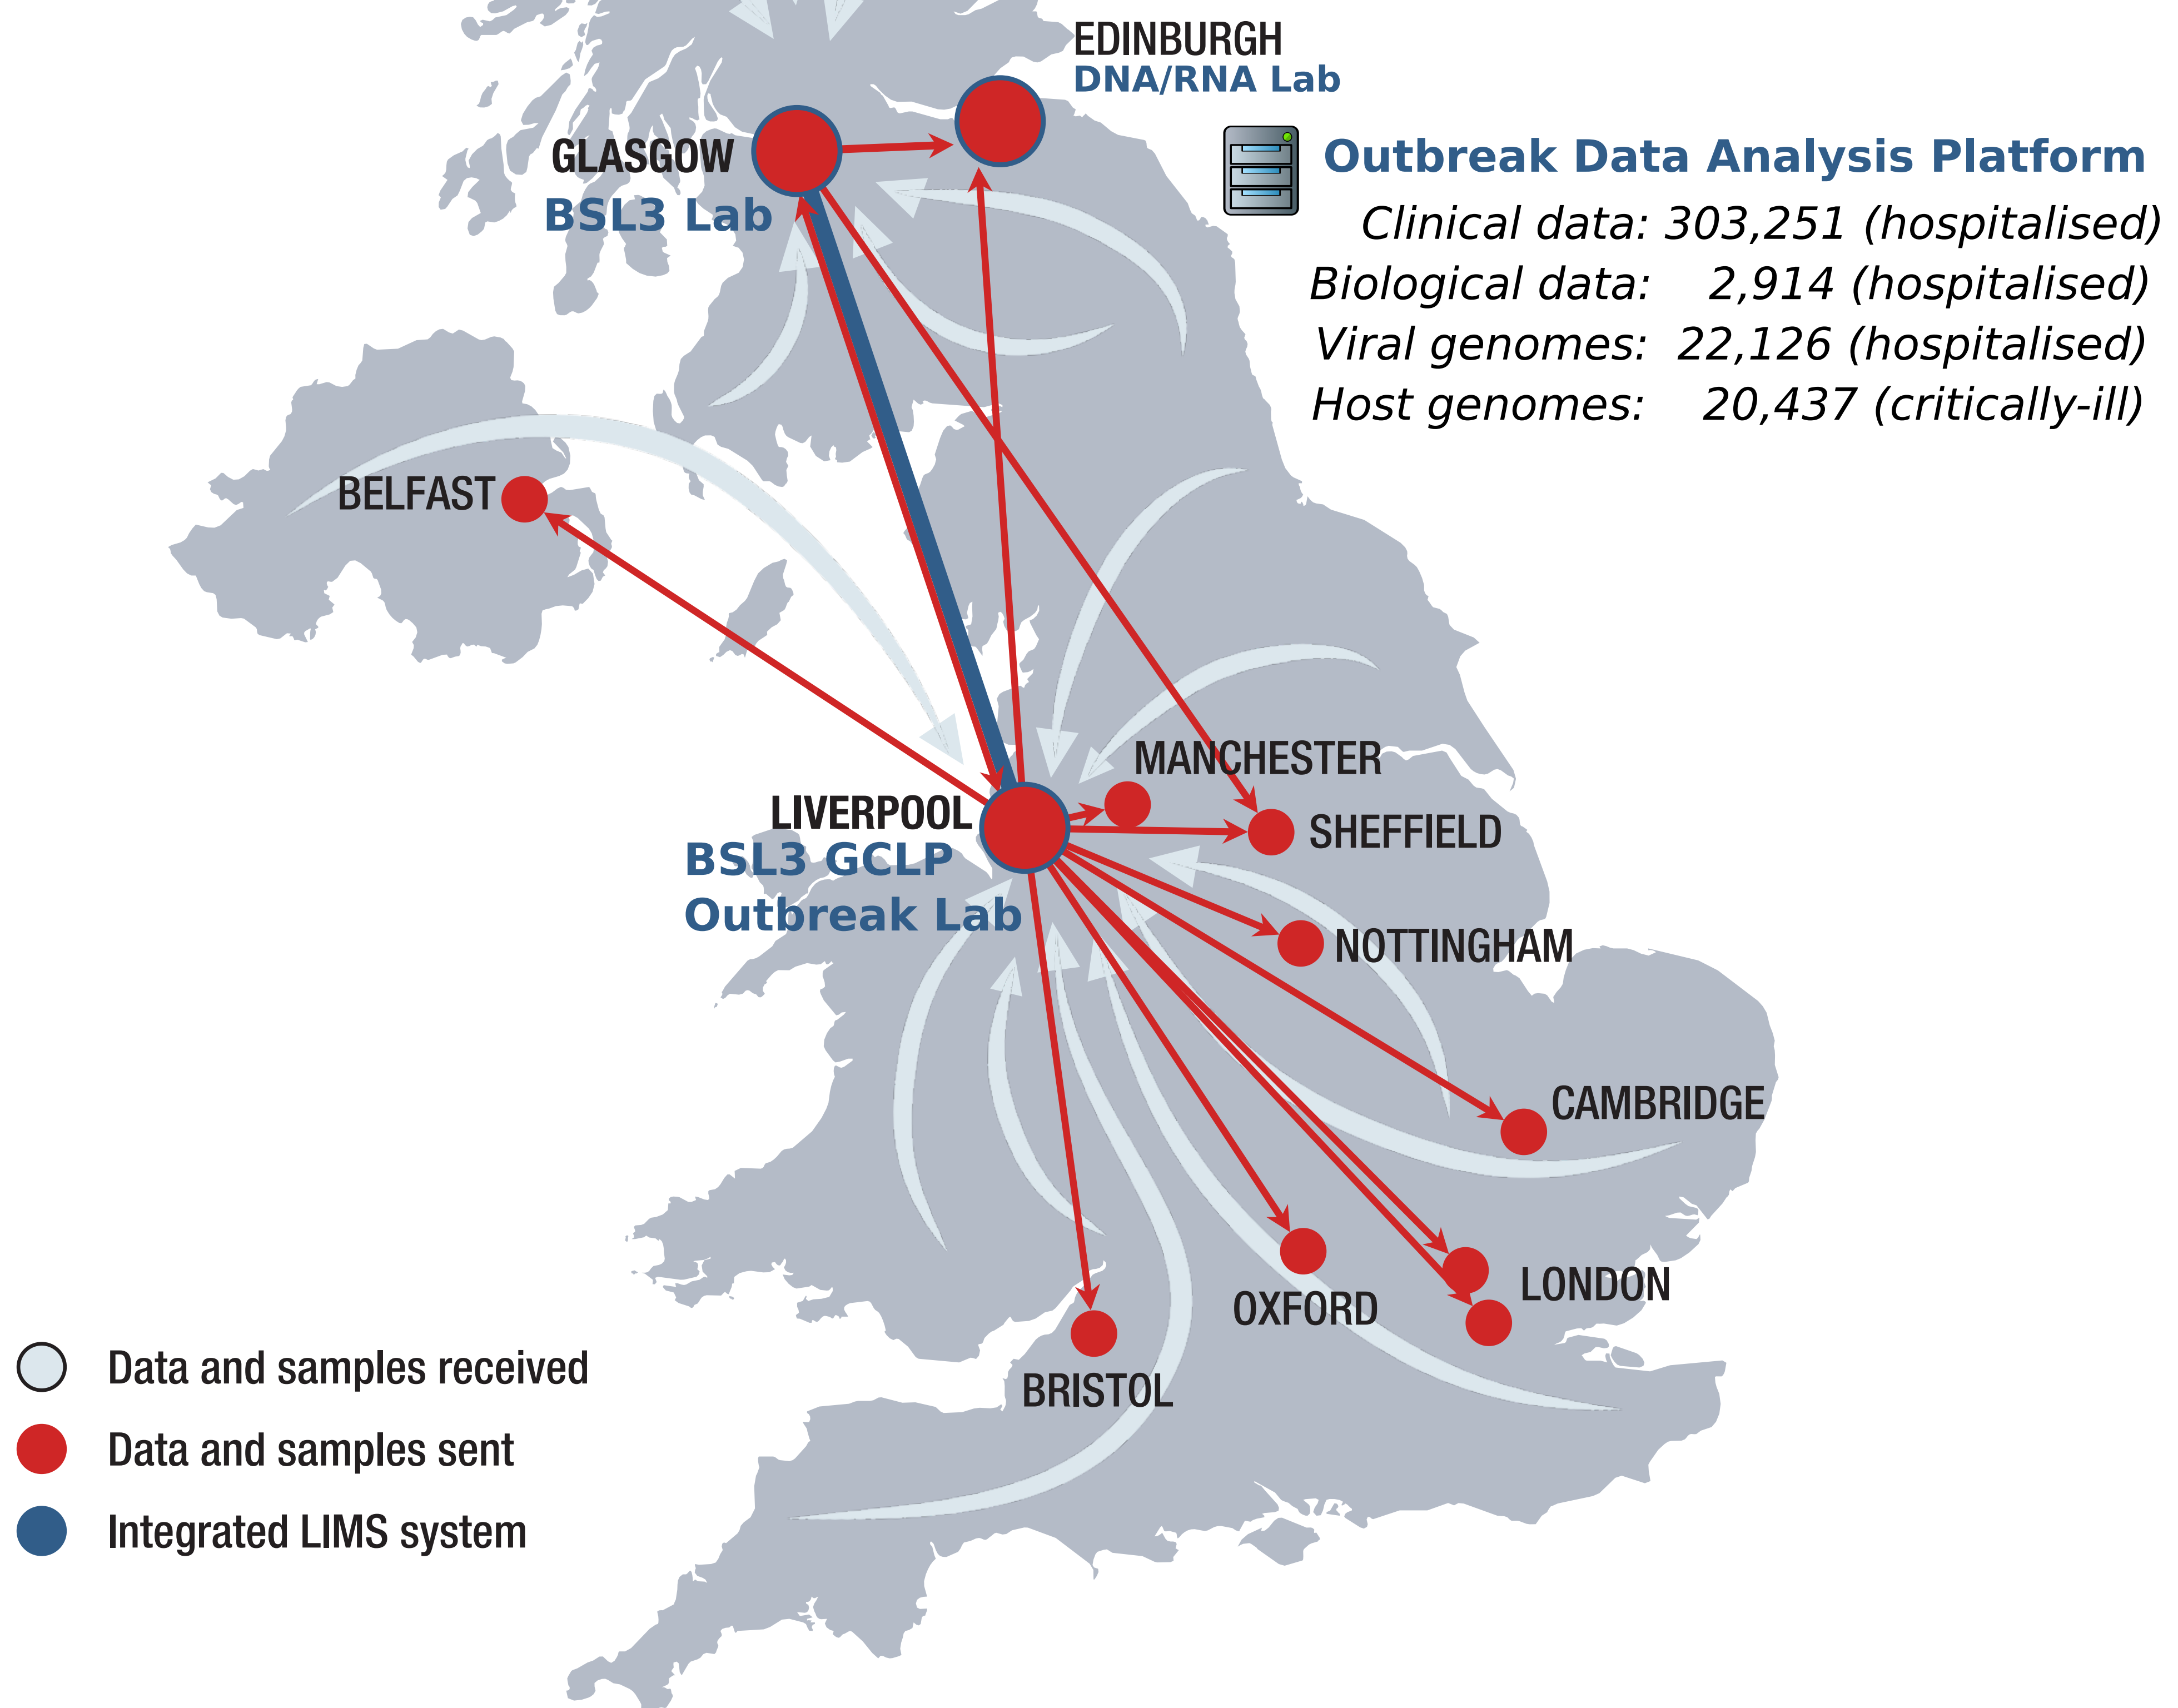 EDINBURGH
DNA/RNA Lab
GLASGOW
BSL3 Lab
Outbreak Data Analysis Platform
Clinical data: 303,251 (hospitalised)
Biological data: 2,914 (hospitalised)
Viral genomes: 22,126 (hospitalised)
Host genomes: 20,437 (critically-ill)
BELFAST
MANCHESTER
LIVERPOOL
BSL3 GCLP
Outbreak Lab
SHEFFIELD
NOTTINGHAM
CAMBRIDGE
LONDON
OXFORD
BRISTOL
Data and samples received
Data and samples sent
Integrated LIMS system